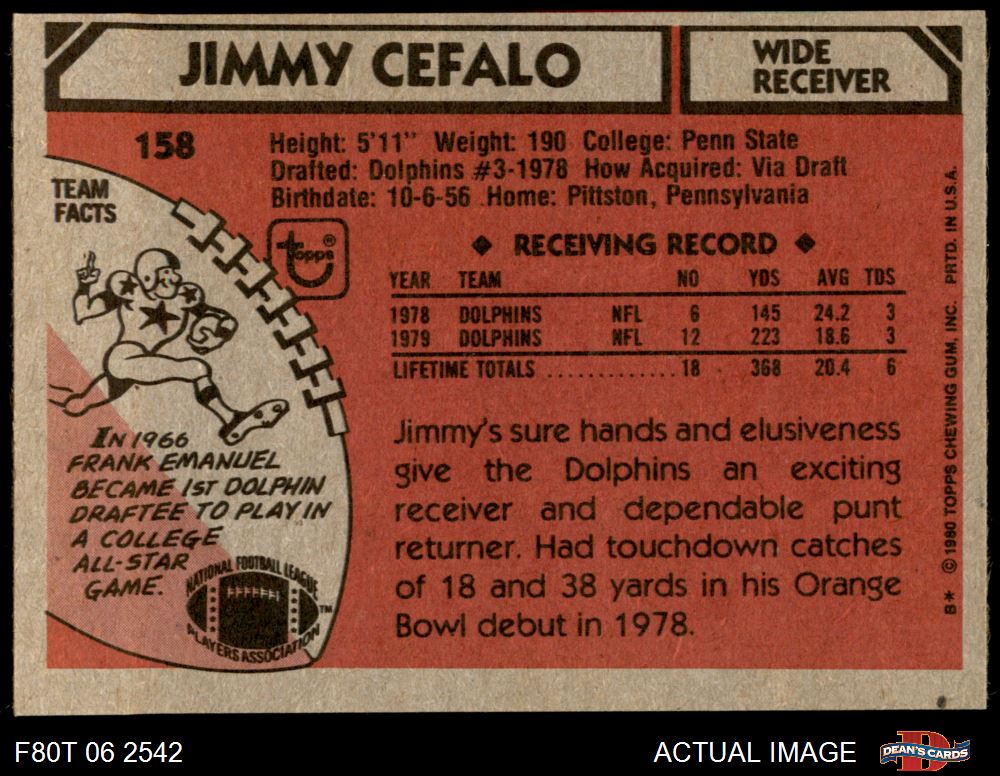 JIMMY CEFALO
WIDE
RECEIVER
158
Height: 5'11" Weight: 190 College: Penn State
Drafted: Dolphins #3-1978 How Acquired: Via Draft
Birthdate: 10-6-56 Home: Pittston, Pennsylvania
TEAM
FACTS
topps®
◆ RECEIVING RECORD ◆
YEAR TEAM NO YDS AVG TDS
1978 DOLPHINS NFL 6 145 24.2 3
1979 DOLPHINS NFL 12 223 18.6 3
LIFETIME TOTALS .............. 18 368 20.4 6
IN 1966
FRANK EMANUEL
BECAME 1ST DOLPHIN
DRAFTEE TO PLAY IN
A COLLEGE
ALL-STAR
GAME.
NATIONAL FOOTBALL LEAGUE
PLAYERS ASSOCIATION
TM
Jimmy's sure hands and elusiveness
give the Dolphins an exciting
receiver and dependable punt
returner. Had touchdown catches
of 18 and 38 yards in his Orange
Bowl debut in 1978.
B* © 1980 TOPPS CHEWING GUM, INC. PRTD. IN U.S.A.
F80T 06 2542
ACTUAL IMAGE
D
DEAN'S CARDS